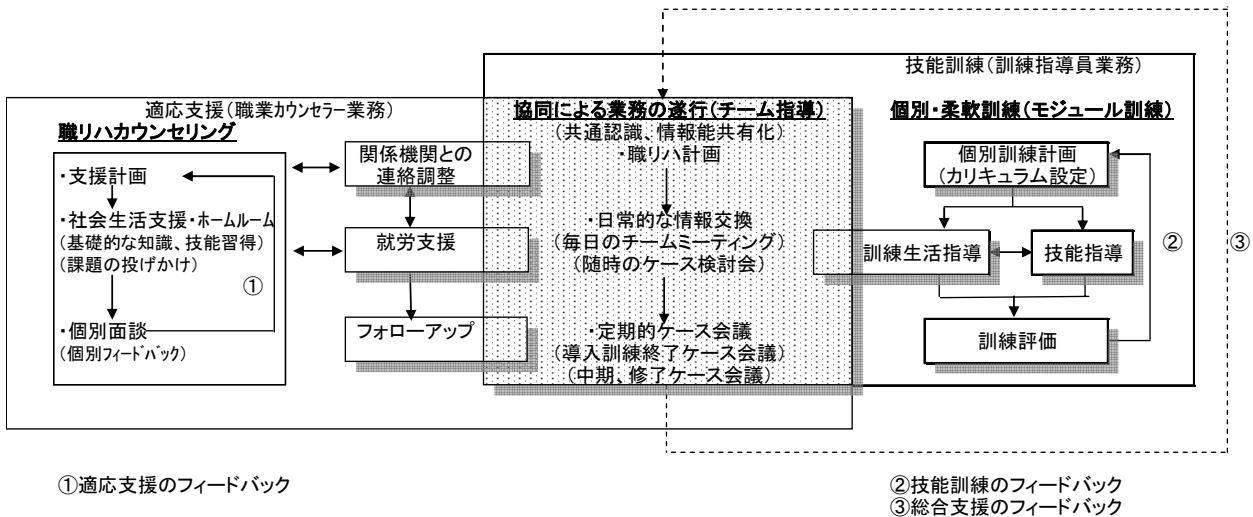 技能訓練(訓練指導員業務)
適応支援(職業カウンセラー業務)
職リハカウンセリング
・支援計画
・社会生活支援・ホームルーム
(基礎的な知識、技能習得)
(課題の投げかけ)
①
・個別面談
(個別フィードバック)
関係機関との
連絡調整
就労支援
フォローアップ
協同による業務の遂行(チーム指導)
(共通認識、情報能共有化)
・職リハ計画
・日常的な情報交換
(毎日のチームミーティング)
(随時のケース検討会)
・定期的ケース会議
(導入訓練終了ケース会議)
(中期、修了ケース会議)
個別・柔軟訓練(モジュール訓練)
個別訓練計画
(カリキュラム設定)
訓練生活指導
技能指導
訓練評価
②
③
①適応支援のフィードバック
②技能訓練のフィードバック
③総合支援のフィードバック